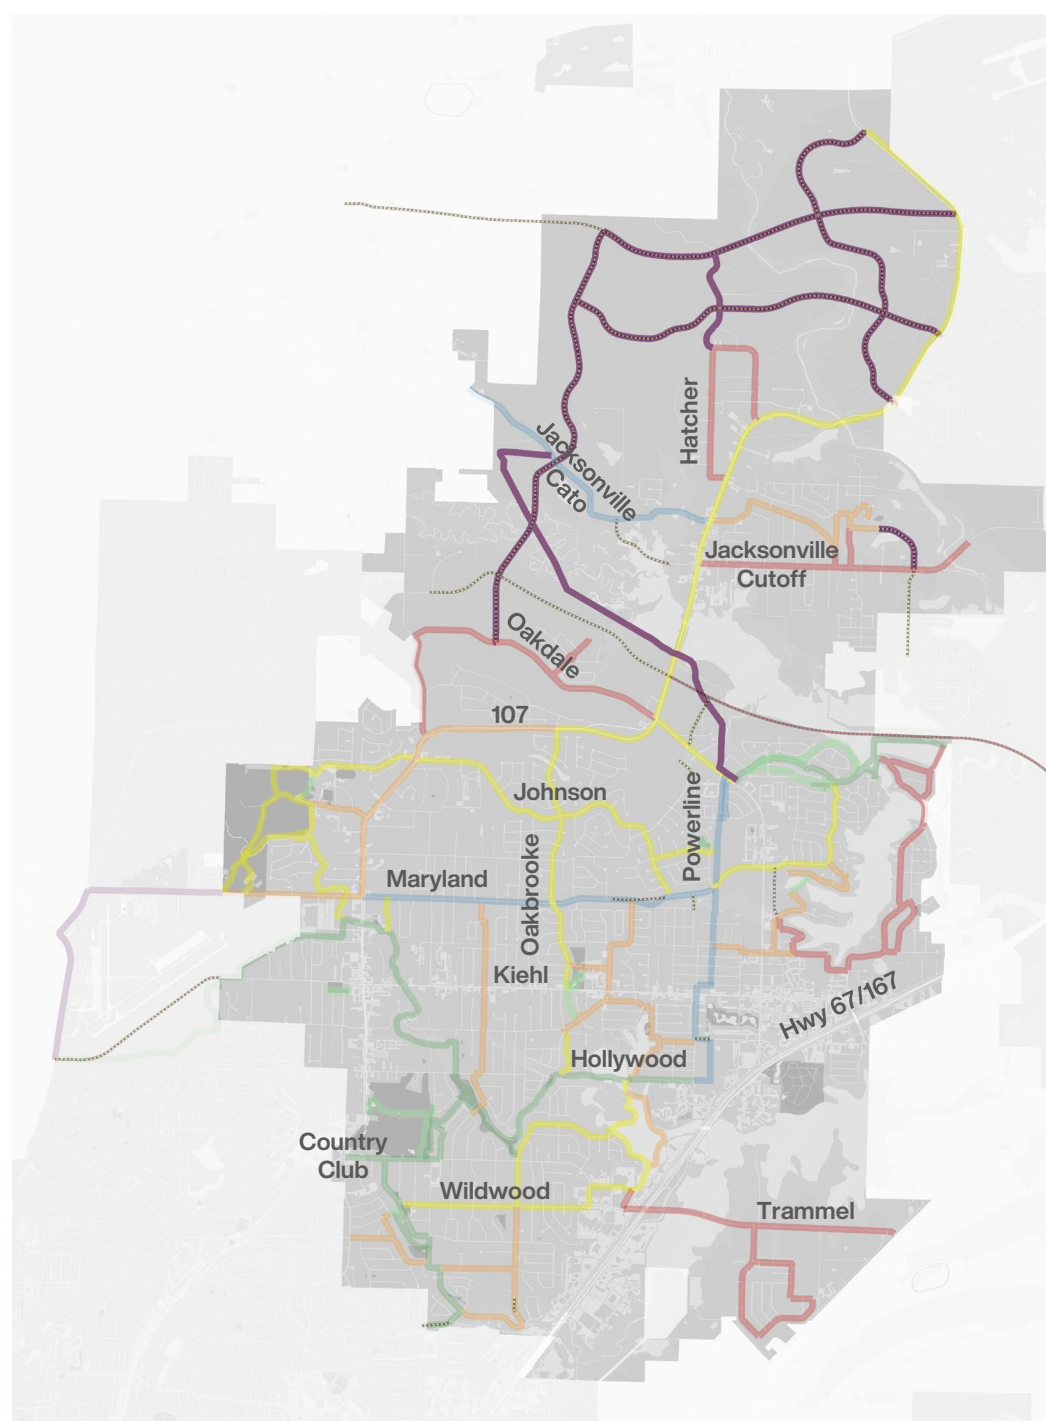 Hatcher
Jacksonville
Cato
Jacksonville
Cutoff
Oakdale
107
Johnson
Powerline
Maryland
Oakbrooke
Kiehl
Hwy 67/167
Hollywood
Country
Club
Wildwood
Trammel